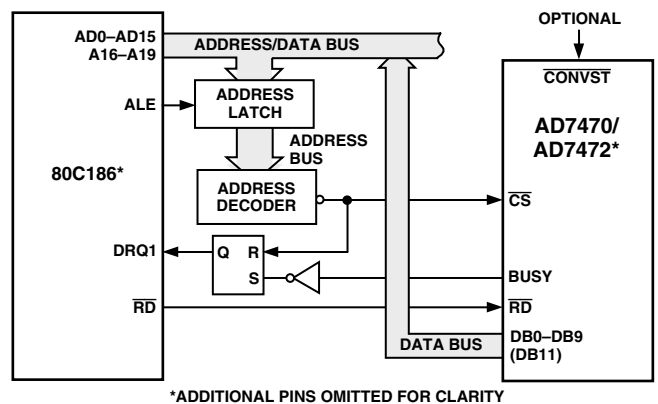 OPTIONAL
AD0–AD15
A16–A19
ADDRESS/DATA BUS
CONVST
ALE
ADDRESS
LATCH
AD7470/
AD7472*
ADDRESS
BUS
80C186*
ADDRESS
DECODER
CS
DRQ1
Q
R
S
BUSY
RD
RD
DATA BUS
DB0–DB9
(DB11)
*ADDITIONAL PINS OMITTED FOR CLARITY